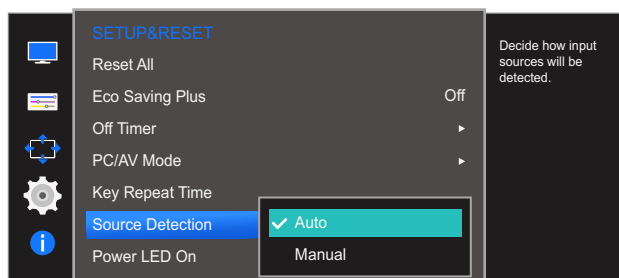 SETUP&RESET
Reset All
Eco Saving Plus Off
Off Timer
PC/AV Mode
Key Repeat Time
Source Detection Auto
Power LED On Manual
Decide how input
sources will be
detected.